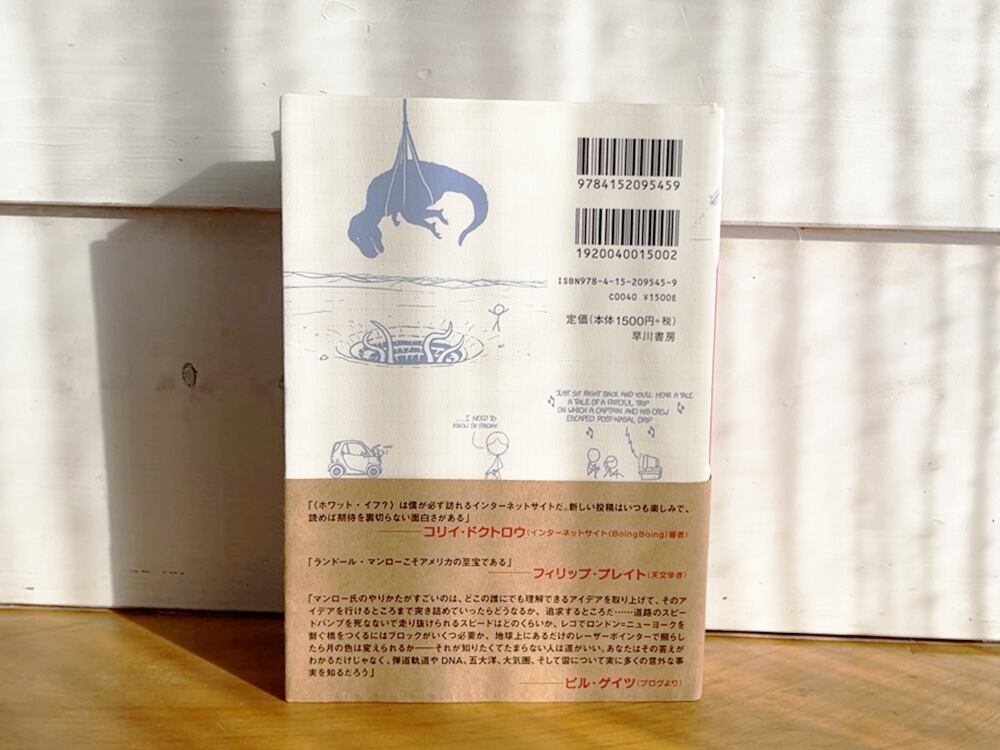 9784152095459
1920040015002
ISBN978-4-15-209545-9
C0040 ¥1500E
定価(本体1500円+税)
早川書房
JUST SIT RIGHT BACK AND YOU'LL HEAR A TALE
A TALE OF A FATEFUL TRIP
ON WHICH A CAPTAIN AND HIS CREW
ESCAPED POST-NASAL DRIP
... I NEED TO
KNOW BY FRIDAY.
「〈ホワット・イフ?〉は僕が必ず訪れるインターネットサイトだ。新しい投稿はいつも楽しみで、
読めば期待を裏切らない面白さがある」
コリイ・ドクトロウ(インターネットサイト〈BoingBoing〉著者)
「ランドール・マンローこそアメリカの至宝である」
フィリップ・プレイト(天文学者)
「マンロー氏のやりかたがすごいのは、どこの誰にでも理解できるアイデアを取り上げて、そのア
イデアを行けるところまで突き詰めていったらどうなるか、追求するところだ……道路のスピー
ドバンプを死なないで走り抜けられるスピードはどのくらいか、レゴでロンドン=ニューヨークを
繋ぐ橋をつくるにはブロックがいくつ必要か、地球上にあるだけのレーザーポインターで照らし
たら月の色は変えられるか――それが知りたくてたまらない人は運がいい。あなたはその答えが
わかるだけじゃなく、弾道軌道やDNA、五大洋、大気圏、そして雷について実に多くの意外な事
実を知るだろう」
ビル・ゲイツ(ブログより)